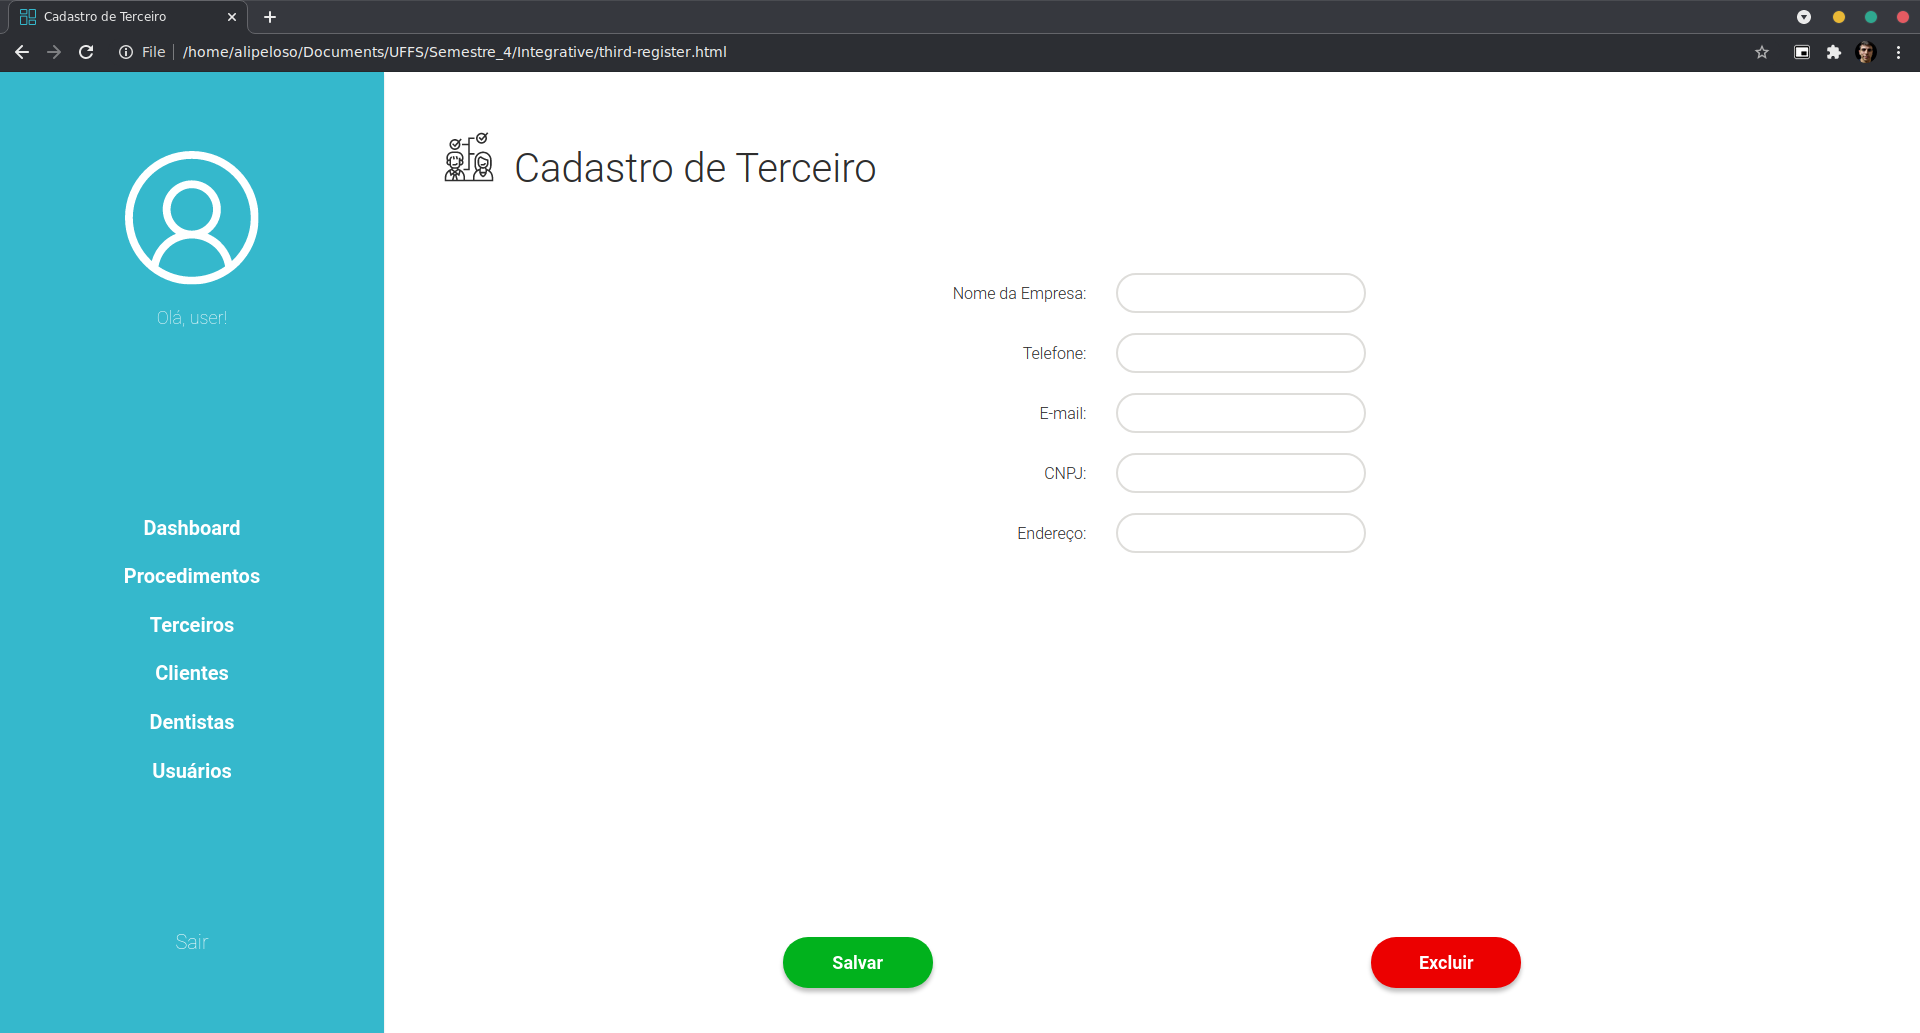 Cadastro de Terceiro
File
/home/alipeloso/Documents/UFFS/Semestre_4/Integrative/third-register.html
Olá, user!
Dashboard
Procedimentos
Terceiros
Clientes
Dentistas
Usuários
Sair
Cadastro de Terceiro
Nome da Empresa:
Telefone:
E-mail:
CNPJ:
Endereço:
Salvar
Excluir